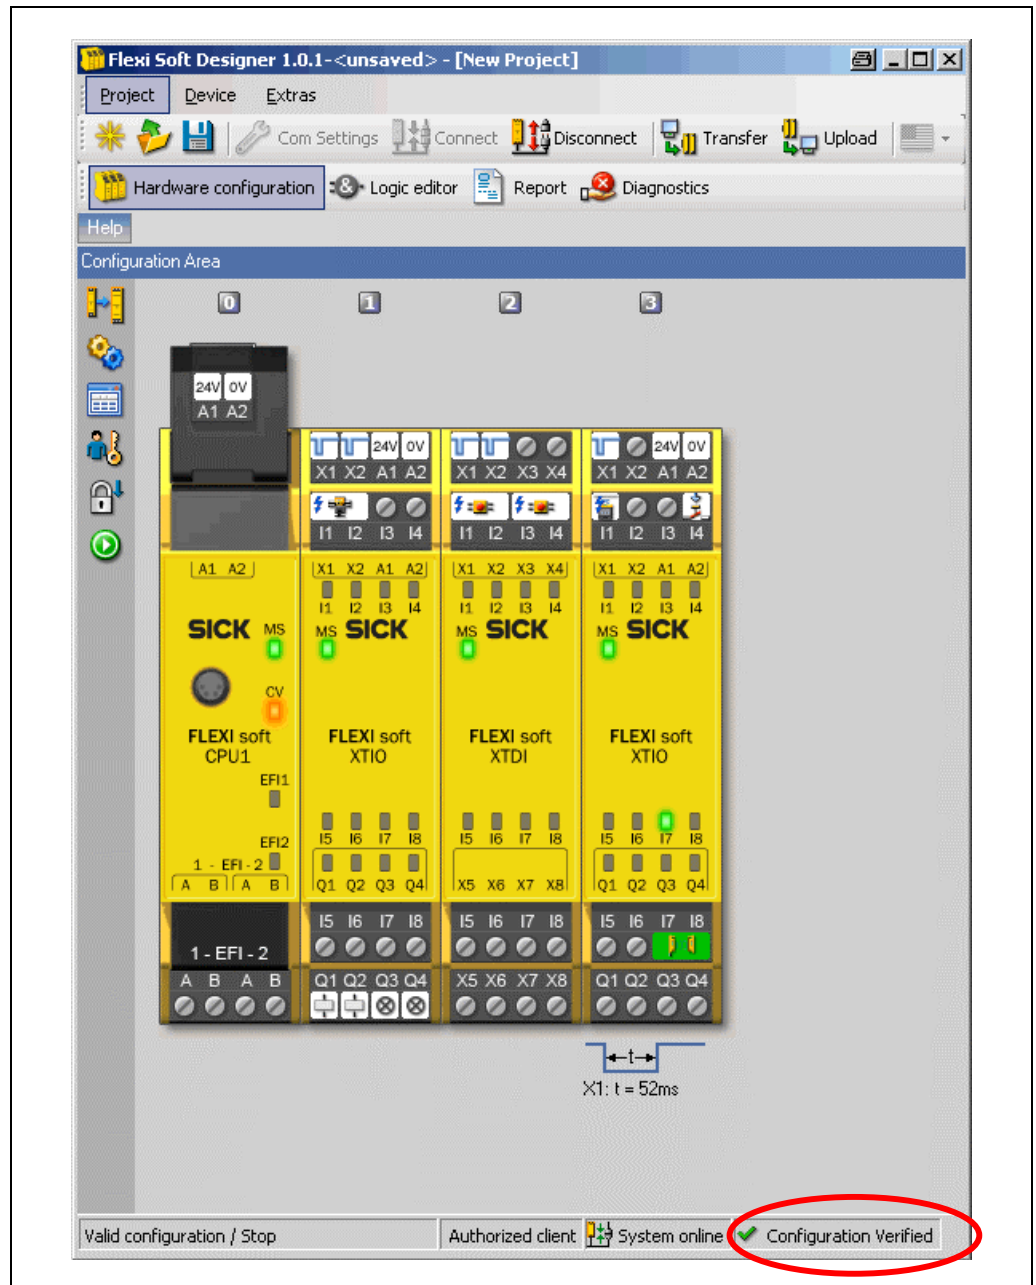 Flexi Soft Designer 1.0.1-<unsaved> - [New Project]
Project Device Extras
Com Settings Connect Disconnect Transfer Upload
Hardware configuration Logic editor Report Diagnostics
Help
Configuration Area
0 1 2 3
24V 0V
A1 A2
24V 0V 24V 0V
X1 X2 A1 A2 X1 X2 X3 X4 X1 X2 A1 A2
I1 I2 I3 I4 I1 I2 I3 I4 I1 I2 I3 I4
A1 A2 X1 X2 A1 A2 X1 X2 X3 X4 X1 X2 A1 A2
I1 I2 I3 I4 I1 I2 I3 I4 I1 I2 I3 I4
SICK MS MS SICK MS SICK MS SICK
CV
FLEXI soft FLEXI soft FLEXI soft FLEXI soft
CPU1 XTIO XTDI XTIO
EFI1
EFI2 I5 I6 I7 I8 I5 I6 I7 I8 I5 I6 I7 I8
1 - EFI - 2
A B A B Q1 Q2 Q3 Q4 X5 X6 X7 X8 Q1 Q2 Q3 Q4
I5 I6 I7 I8 I5 I6 I7 I8 I5 I6 I7 I8
1 - EFI - 2
A B A B Q1 Q2 Q3 Q4 X5 X6 X7 X8 Q1 Q2 Q3 Q4
t
X1: t = 52ms
Valid configuration / Stop Authorized client System online Configuration Verified